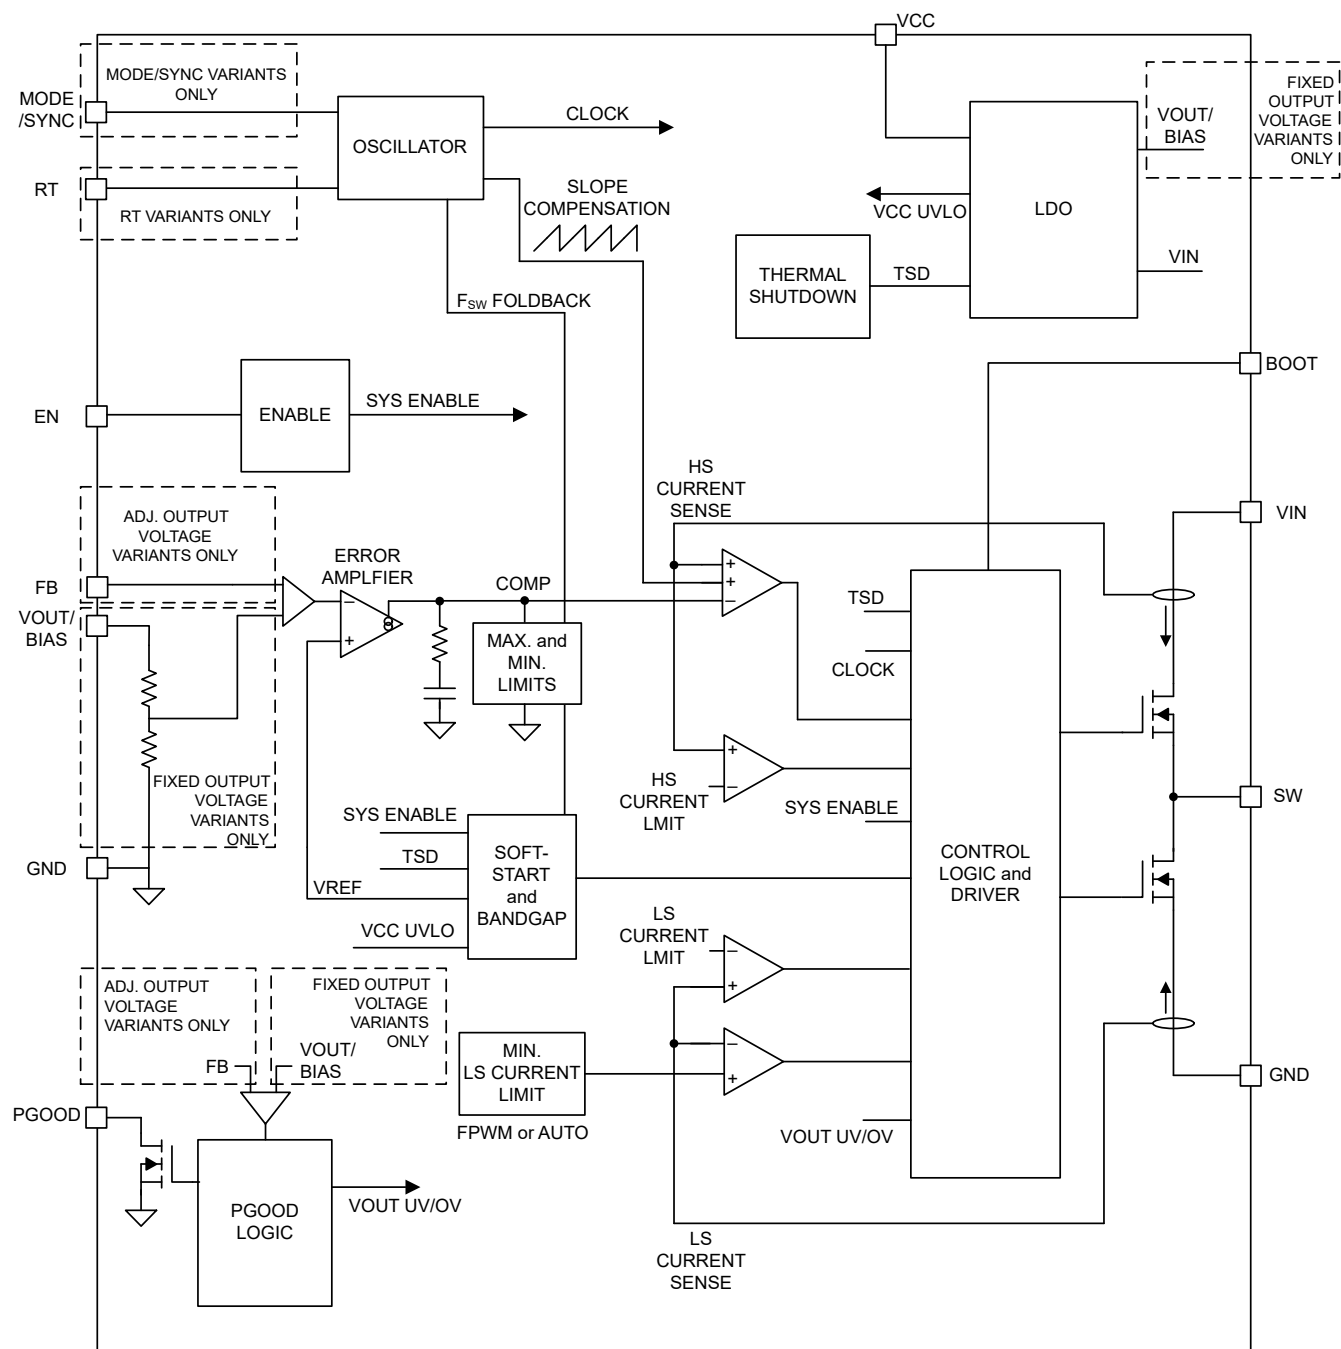 VCC
MODE/SYNC VARIANTS
ONLY
MODE
/SYNC
OSCILLATOR
CLOCK
RT
RT VARIANTS ONLY
SLOPE
COMPENSATION
FSW FOLDBACK
FIXED
OUTPUT
VOLTAGE
VARIANTS
ONLY
VOUT/
BIAS
LDO
VCC UVLO
VIN
THERMAL
SHUTDOWN
TSD
BOOT
EN
ENABLE
SYS ENABLE
HS
CURRENT
SENSE
VIN
ADJ. OUTPUT
VOLTAGE
VARIANTS ONLY
FB
ERROR
AMPLFIER
−
+
COMP
+
+
−
VOUT/
BIAS
MAX. and
MIN.
LIMITS
TSD
CLOCK
FIXED OUTPUT
VOLTAGE
VARIANTS
ONLY
+
−
HS
CURRENT
LMIT
SYS ENABLE
SW
GND
SYS ENABLE
TSD
VREF
VCC UVLO
SOFT-
START
and
BANDGAP
CONTROL
LOGIC and
DRIVER
LS
CURRENT
LMIT
−
+
ADJ. OUTPUT
VOLTAGE
VARIANTS ONLY
FIXED OUTPUT
VOLTAGE
VARIANTS
ONLY
FB
VOUT/
BIAS
MIN.
LS CURRENT
LIMIT
FPWM or AUTO
−
+
GND
PGOOD
VOUT UV/OV
PGOOD
LOGIC
VOUT UV/OV
LS
CURRENT
SENSE